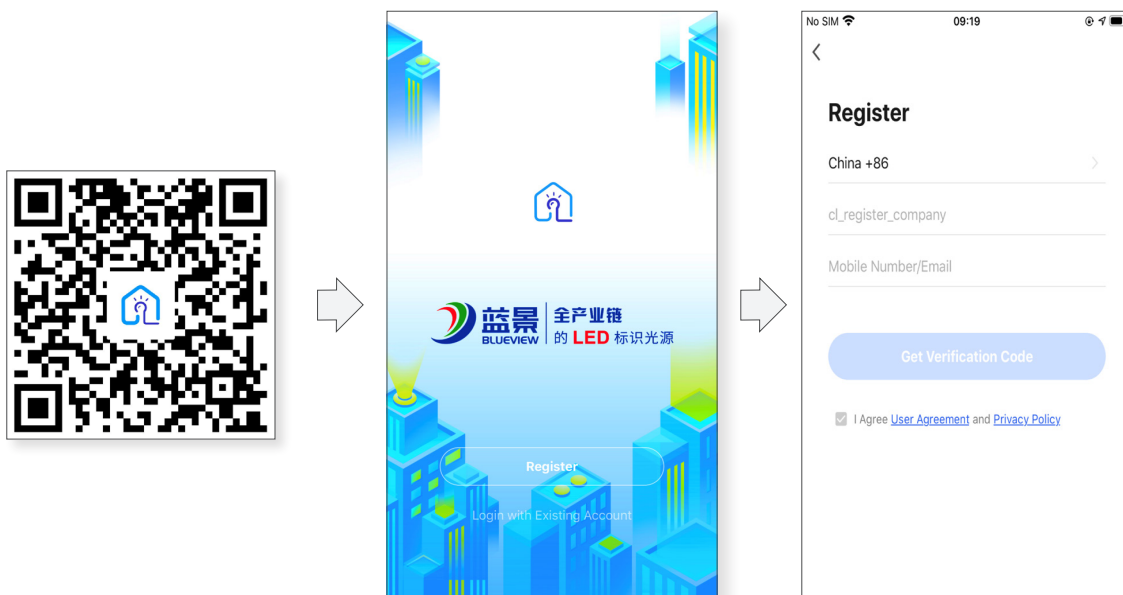 蓝景
BLUEVIEW
全产业链
的 LED 标识光源
Register
Login with Existing Account
No SIM
09:19
Register
China +86
cl_register_company
Mobile Number/Email
Get Verification Code
I Agree User Agreement and Privacy Policy